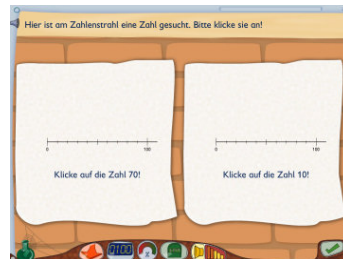 Hier ist am Zahlenstrahl eine Zahl gesucht. Bitte klicke sie an!
0 100
Klicke auf die Zahl 70!
0 100
Klicke auf die Zahl 10!